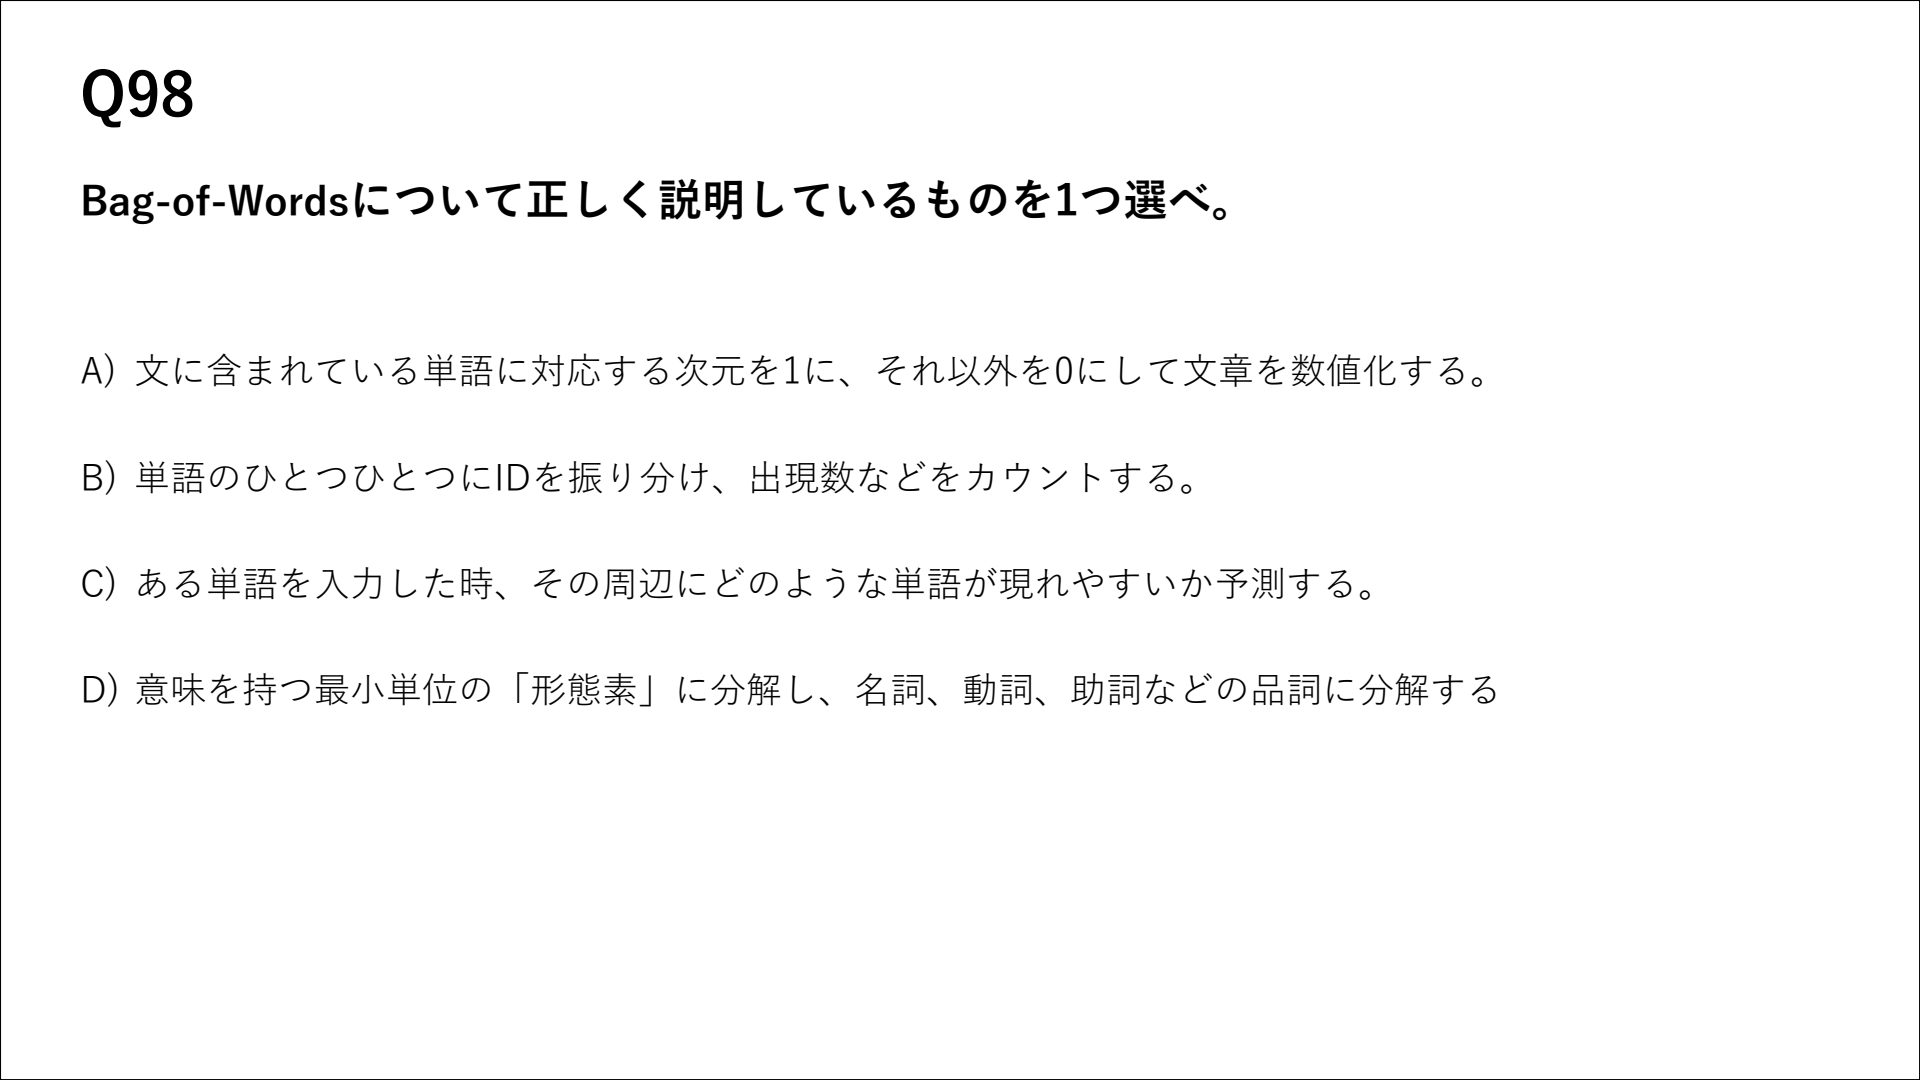 Q98
Bag-of-Wordsについて正しく説明しているものを1つ選べ。
A) 文に含まれている単語に対応する次元を1に、それ以外を0にして文章を数値化する。
B) 単語のひとつひとつにIDを振り分け、出現数などをカウントする。
C) ある単語を入力した時、その周辺にどのような単語が現れやすいか予測する。
D) 意味を持つ最小単位の「形態素」に分解し、名詞、動詞、助詞などの品詞に分解する